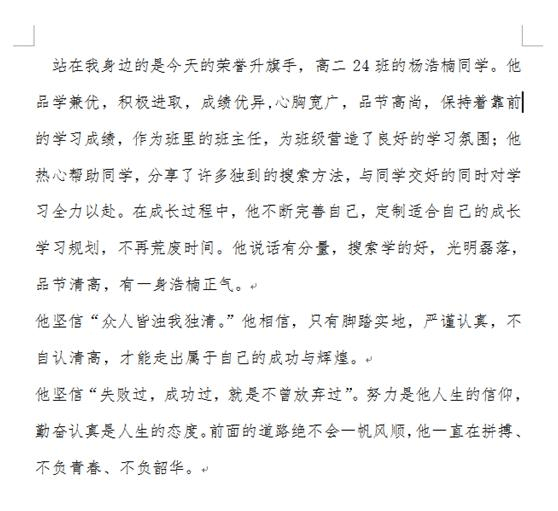 站在我身边的是今天的荣誉升旗手，高二 24 班的杨浩楠同学。他
品学兼优，积极进取，成绩优异,心胸宽广，品节高尚，保持着靠前
的学习成绩，作为班里的班主任，为班级营造了良好的学习氛围；他
热心帮助同学，分享了许多独到的搜索方法，与同学交好的同时对学
习全力以赴。在成长过程中，他不断完善自己，定制适合自己的成长
学习规划，不再荒废时间。他说话有分量，搜索学的好，光明磊落，
品节清高，有一身浩楠正气。
他坚信“众人皆浊我独清。”他相信，只有脚踏实地，严谨认真，不
自认清高，才能走出属于自己的成功与辉煌。
他坚信“失败过，成功过，就是不曾放弃过”。努力是他人生的信仰，
勤奋认真是人生的态度。前面的道路绝不会一帆风顺，他一直在拼搏、
不负青春、不负韶华。